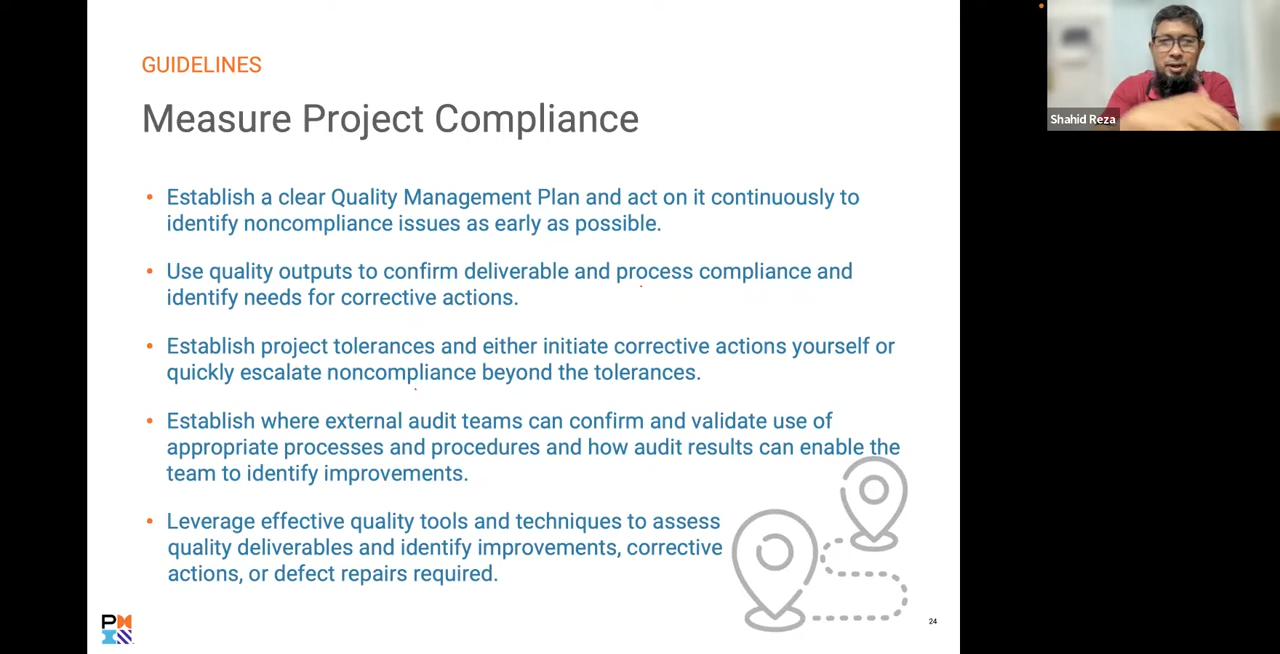 GUIDELINES
Measure Project Compliance
• Establish a clear Quality Management Plan and act on it continuously to
identify noncompliance issues as early as possible.
• Use quality outputs to confirm deliverable and process compliance and
identify needs for corrective actions.
• Establish project tolerances and either initiate corrective actions yourself or
quickly escalate noncompliance beyond the tolerances.
• Establish where external audit teams can confirm and validate use of
appropriate processes and procedures and how audit results can enable the
team to identify improvements.
• Leverage effective quality tools and techniques to assess
quality deliverables and identify improvements, corrective
actions, or defect repairs required.
24
Shahid Reza